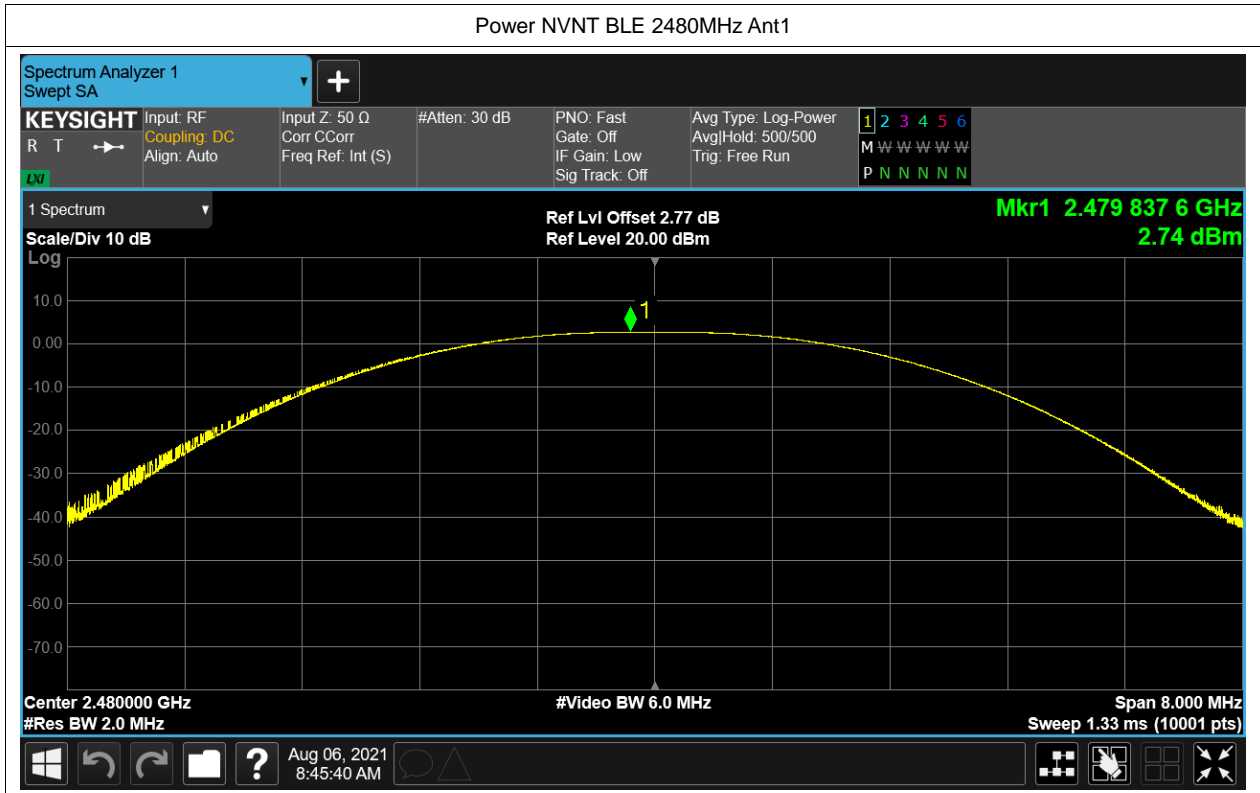 Power NVNT BLE 2480MHz Ant1
Spectrum Analyzer 1
Swept SA
KEYSIGHT
R T
LXI
Input: RF
Coupling: DC
Align: Auto
Input Z: 50 Ω
Corr CCorr
Freq Ref: Int (S)
#Atten: 30 dB
PNO: Fast
Gate: Off
IF Gain: Low
Sig Track: Off
Avg Type: Log-Power
Avg|Hold: 500/500
Trig: Free Run
1 2 3 4 5 6
M W W W W W
P N N N N N
1 Spectrum
Scale/Div 10 dB
Log
Ref Lvl Offset 2.77 dB
Ref Level 20.00 dBm
Mkr1 2.479 837 6 GHz
2.74 dBm
1
10.0
0.00
-10.0
-20.0
-30.0
-40.0
-50.0
-60.0
-70.0
Center 2.480000 GHz
#Res BW 2.0 MHz
#Video BW 6.0 MHz
Span 8.000 MHz
Sweep 1.33 ms (10001 pts)
?
Aug 06, 2021
8:45:40 AM